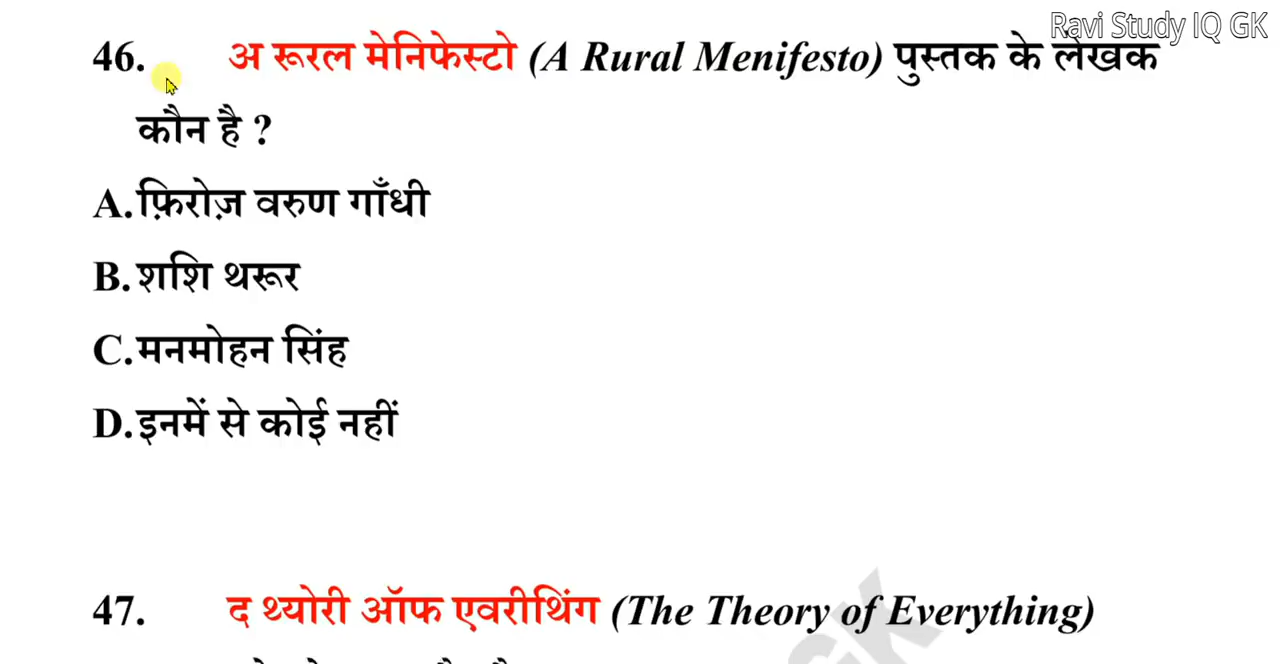 Ravi Study IQ GK
46. अ रूरल मेनिफेस्टो (A Rural Menifesto) पुस्तक के लेखक
कौन है ?
A. फ़िरोज़ वरुण गाँधी
B. शशि थरूर
C. मनमोहन सिंह
D. इनमें से कोई नहीं
47. द थ्योरी ऑफ एवरीथिंग (The Theory of Everything)
GK